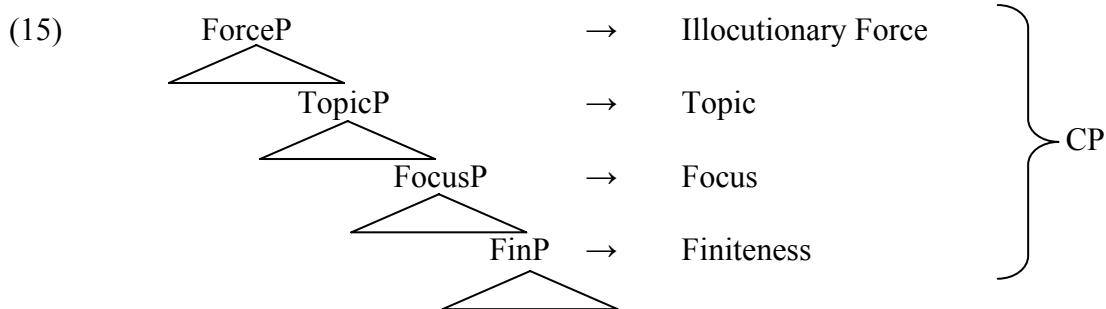 (15) ForceP → Illocutionary Force
TopicP → Topic
CP
FocusP → Focus
FinP → Finiteness